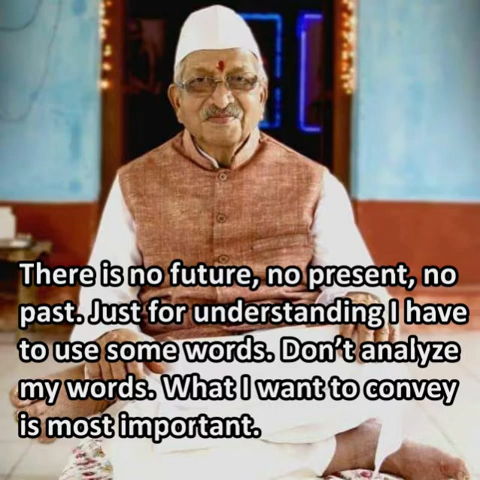 There is no future, no present, no
past. Just for understanding I have
to use some words. Don't analyze
my words. What I want to convey
is most important.